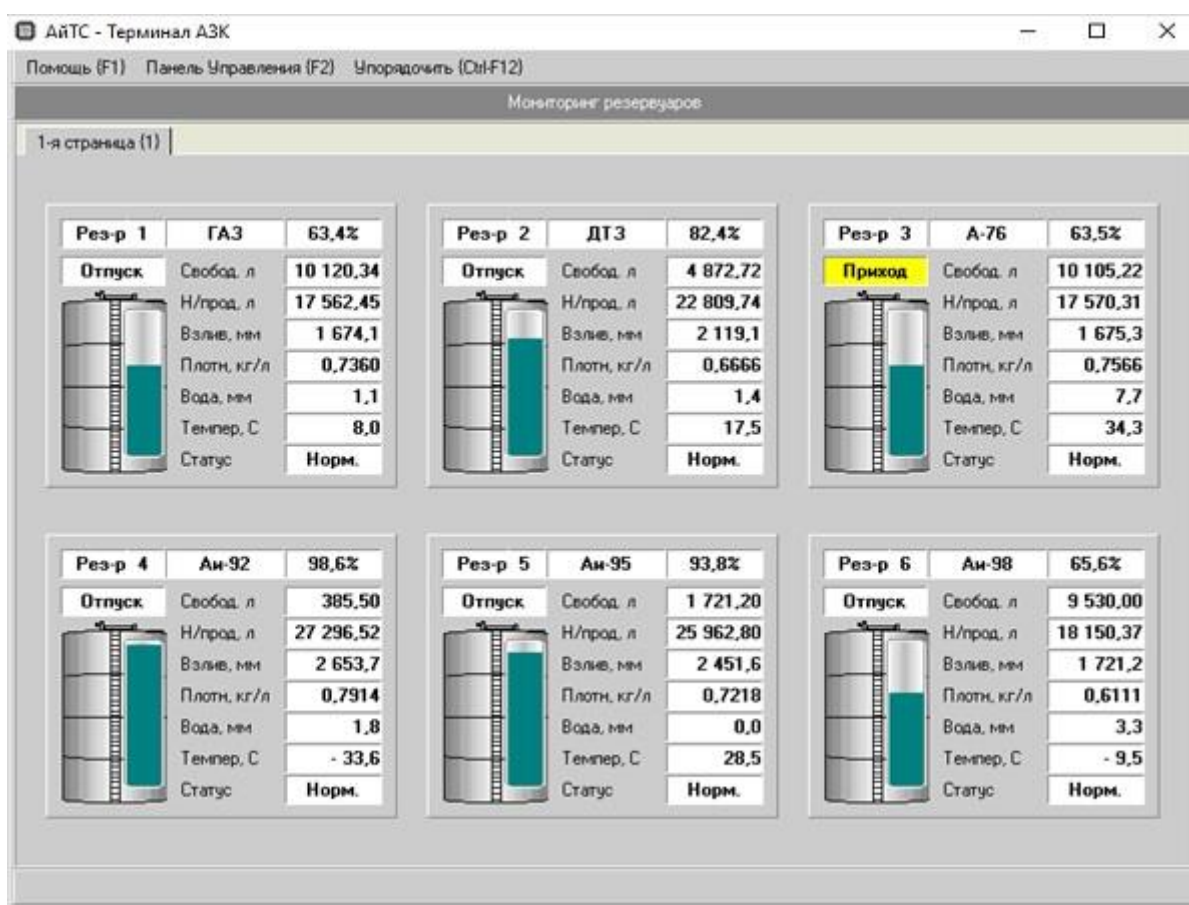 АйТС - Терминал АЗК
Помощь (F1) Панель Управления (F2) Упорядочить (Ctrl-F12)
Мониторинг резервуаров
1-я страница (1)
Рез-р 1 ГАЗ 63,4%
Отпуск Свобод. л 10 120,34
Н/прод, л 17 562,45
Взлив, мм 1 674,1
Плотн, кг/л 0,7360
Вода, мм 1,1
Темпер, С 8,0
Статус Норм.
Рез-р 2 ДТЗ 82,4%
Отпуск Свобод. л 4 872,72
Н/прод, л 22 809,74
Взлив, мм 2 119,1
Плотн, кг/л 0,6666
Вода, мм 1,4
Темпер, С 17,5
Статус Норм.
Рез-р 3 А-76 63,5%
Приход Свобод. л 10 105,22
Н/прод, л 17 570,31
Взлив, мм 1 675,3
Плотн, кг/л 0,7566
Вода, мм 7,7
Темпер, С 34,3
Статус Норм.
Рез-р 4 Аи-92 98,6%
Отпуск Свобод. л 385,50
Н/прод, л 27 296,52
Взлив, мм 2 653,7
Плотн, кг/л 0,7914
Вода, мм 1,8
Темпер, С - 33,6
Статус Норм.
Рез-р 5 Аи-95 93,8%
Отпуск Свобод. л 1 721,20
Н/прод, л 25 962,80
Взлив, мм 2 451,6
Плотн, кг/л 0,7218
Вода, мм 0,0
Темпер, С 28,5
Статус Норм.
Рез-р 6 Аи-98 65,6%
Отпуск Свобод. л 9 530,00
Н/прод, л 18 150,37
Взлив, мм 1 721,2
Плотн, кг/л 0,6111
Вода, мм 3,3
Темпер, С - 9,5
Статус Норм.